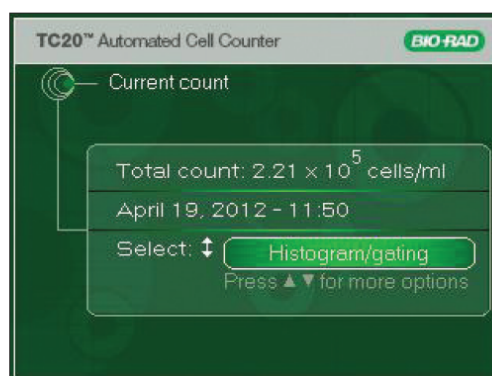 TC20™ Automated Cell Counter BIO-RAD
Current count
Total count: 2.21 x 10⁵ cells/ml
April 19, 2012 - 11:50
Select: ↕ Histogram/gating
Press ▲ ▼ for more options